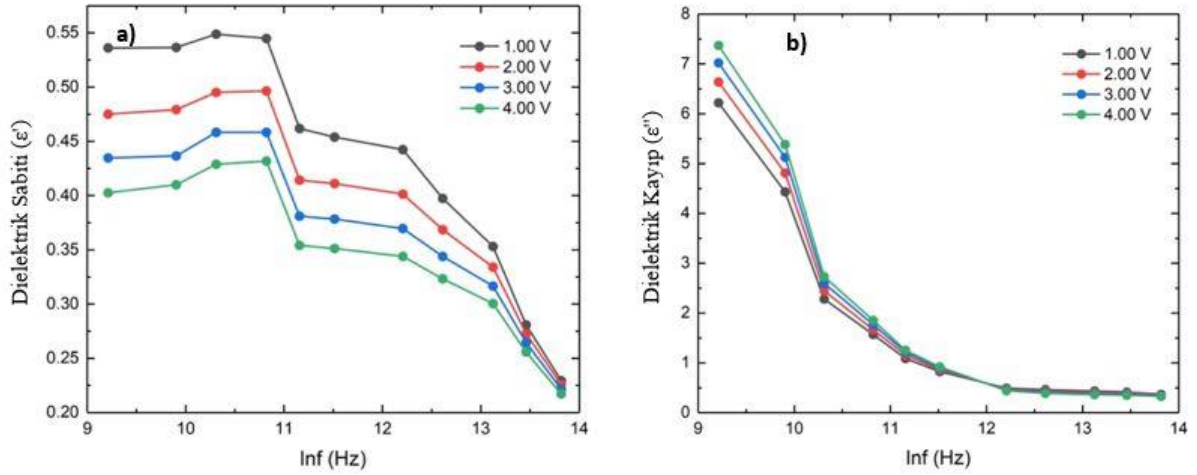 a)
0.55
0.50
0.45
0.40
0.35
0.30
0.25
0.20
Dielektrik Sabiti (ε')
1.00 V
2.00 V
3.00 V
4.00 V
9 10 11 12 13 14
lnf (Hz)
b)
8
7
6
5
4
3
2
1
0
Dielektrik Kayıp (ε'')
1.00 V
2.00 V
3.00 V
4.00 V
9 10 11 12 13 14
lnf (Hz)